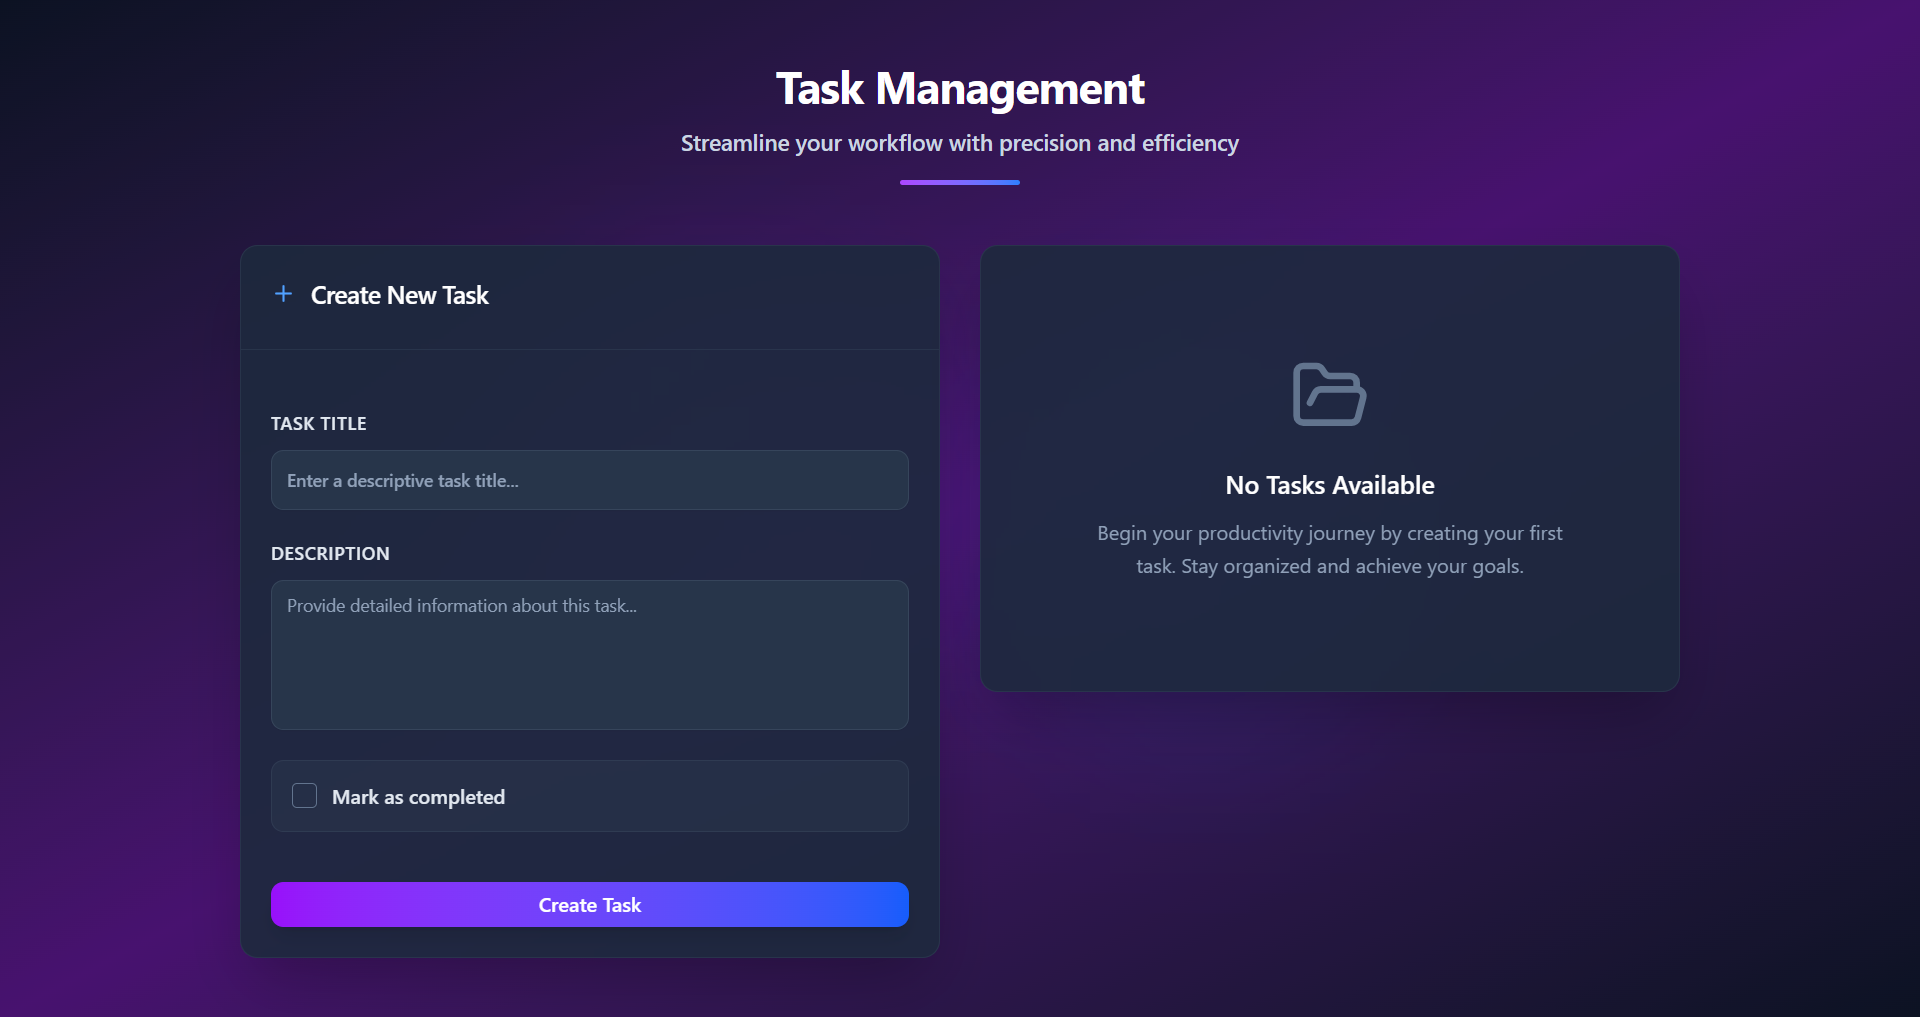 Task Management
Streamline your workflow with precision and efficiency
Create New Task
TASK TITLE
Enter a descriptive task title...
DESCRIPTION
Provide detailed information about this task...
Mark as completed
Create Task
No Tasks Available
Begin your productivity journey by creating your first
task. Stay organized and achieve your goals.